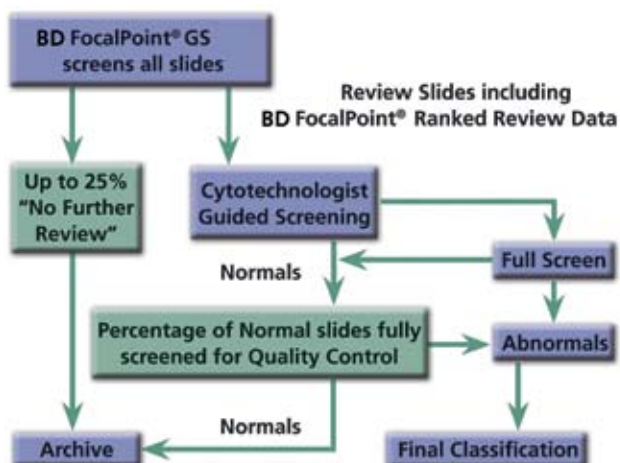 BD FocalPoint® GS
screens all slides
Review Slides including
BD FocalPoint® Ranked Review Data
Up to 25%
"No Further
Review"
Cytotechnologist
Guided Screening
Full Screen
Normals
Percentage of Normal slides fully
screened for Quality Control
Abnormals
Normals
Archive
Final Classification